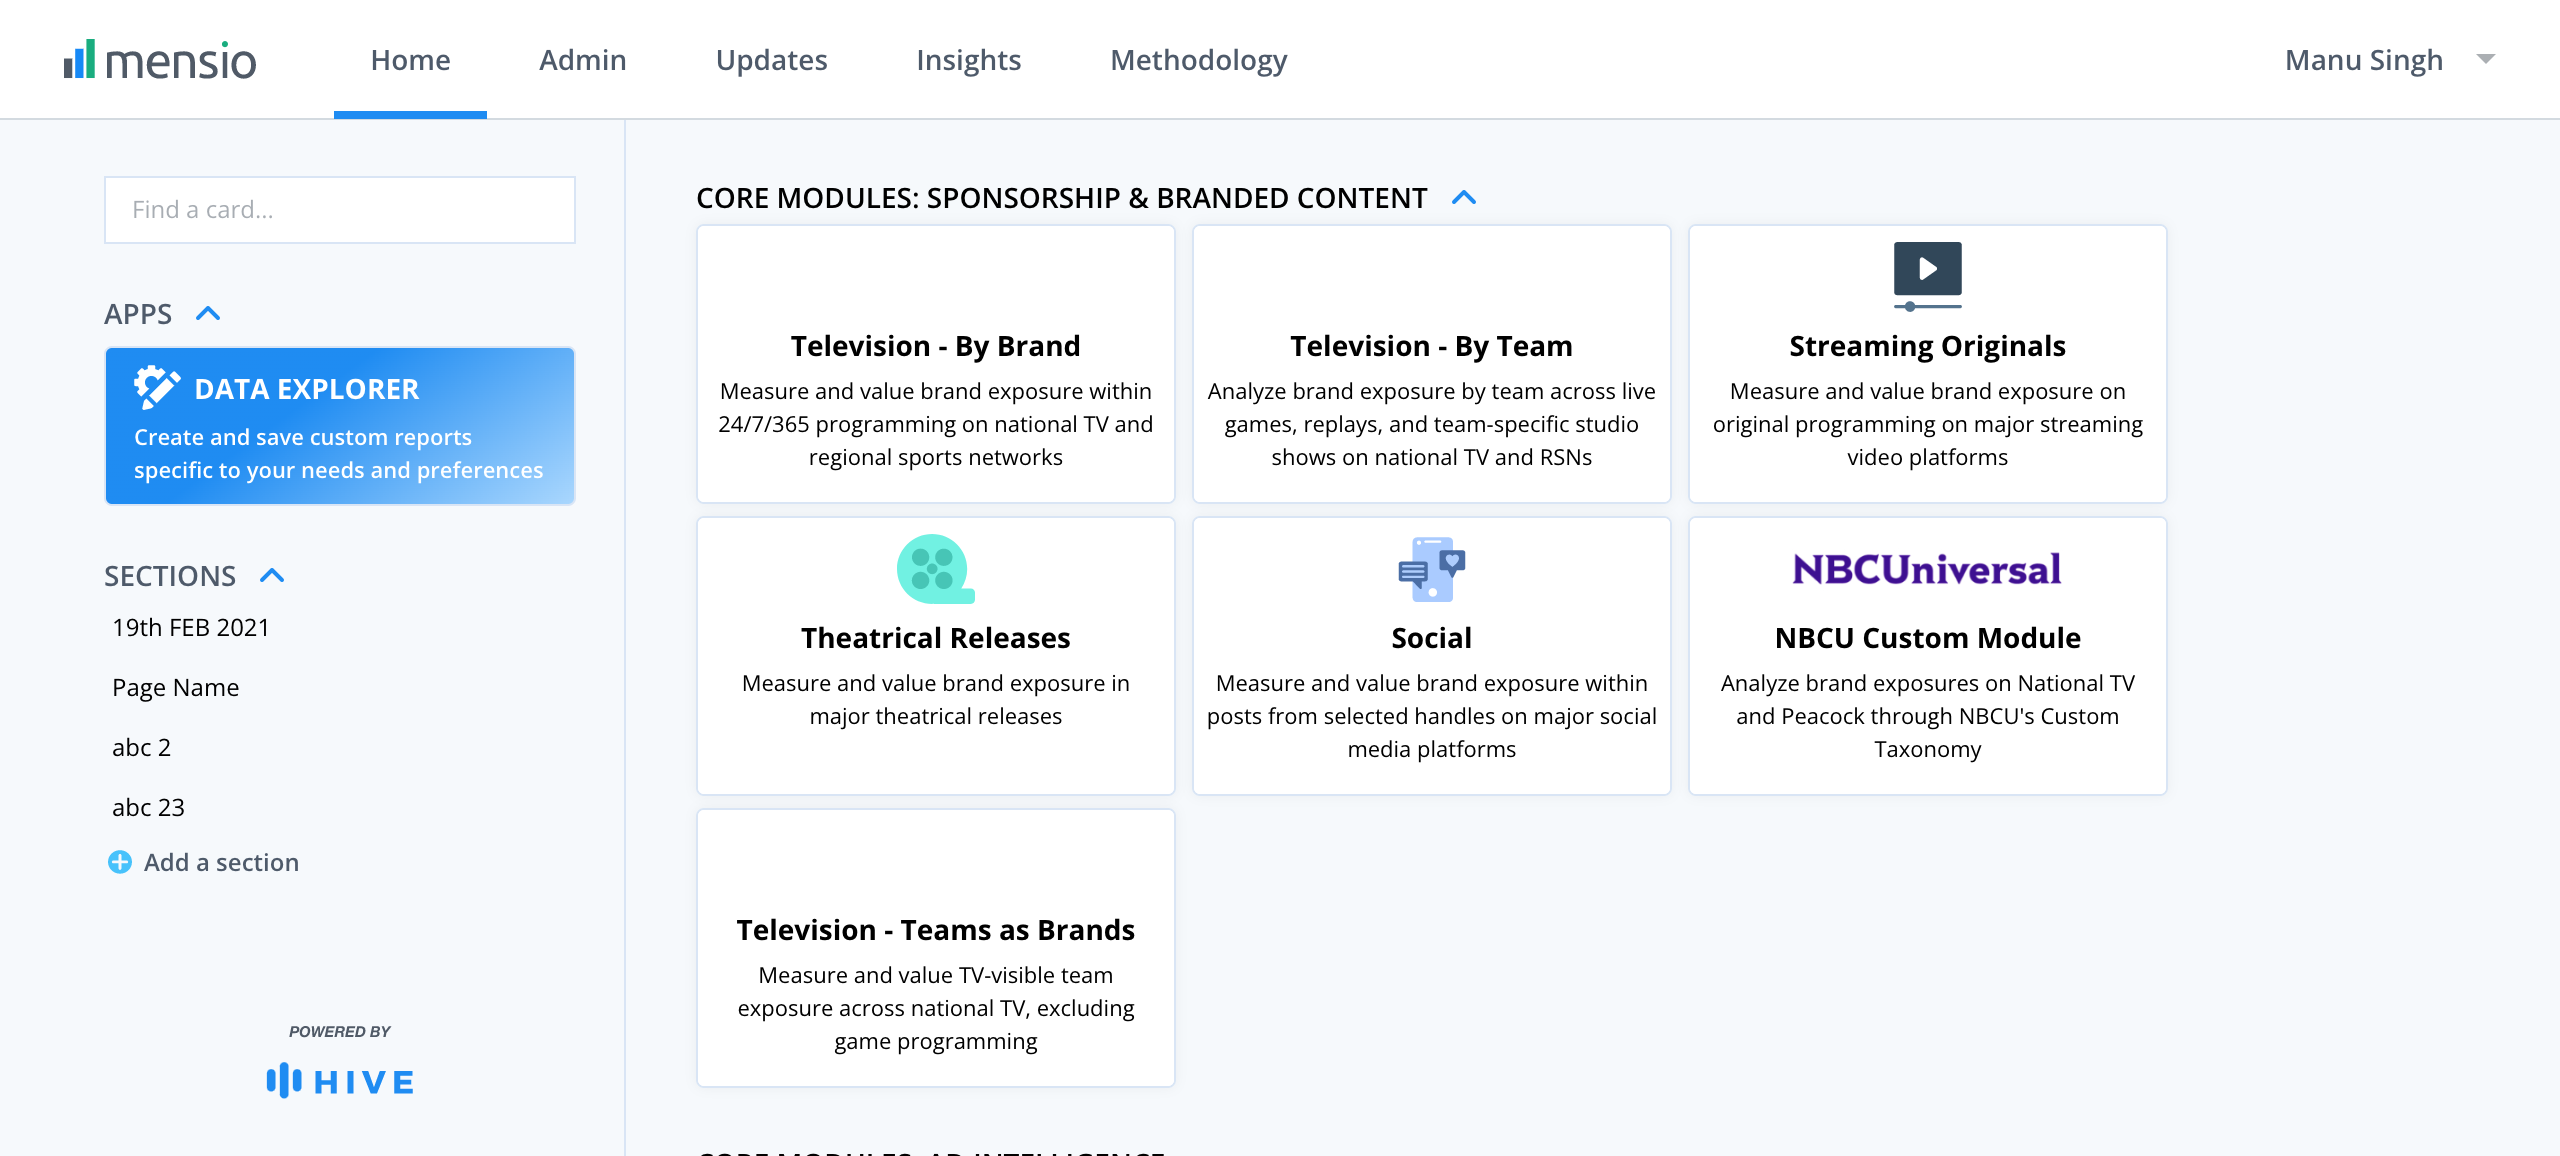 mensio
Home
Admin
Updates
Insights
Methodology
Manu Singh
Find a card...
APPS
DATA EXPLORER
Create and save custom reports
specific to your needs and preferences
SECTIONS
19th FEB 2021
Page Name
abc 2
abc 23
Add a section
POWERED BY
HIVE
CORE MODULES: SPONSORSHIP & BRANDED CONTENT
Television - By Brand
Measure and value brand exposure within
24/7/365 programming on national TV and
regional sports networks
Television - By Team
Analyze brand exposure by team across live
games, replays, and team-specific studio
shows on national TV and RSNs
Streaming Originals
Measure and value brand exposure on
original programming on major streaming
video platforms
Theatrical Releases
Measure and value brand exposure in
major theatrical releases
Social
Measure and value brand exposure within
posts from selected handles on major social
media platforms
NBCUniversal
NBCU Custom Module
Analyze brand exposures on National TV
and Peacock through NBCU's Custom
Taxonomy
Television - Teams as Brands
Measure and value TV-visible team
exposure across national TV, excluding
game programming
CORE MODULES: AD INTELLIGENCE